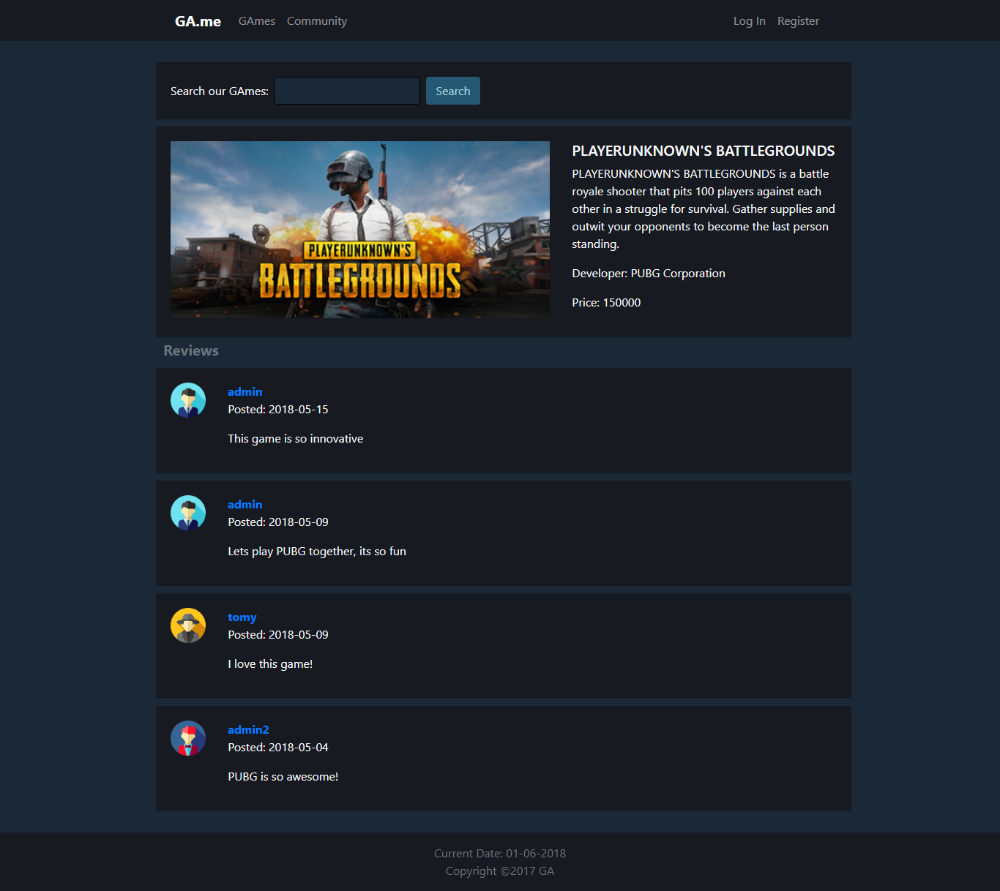 GA.me GAmes Community Log In Register
Search our GAmes: Search
PLAYERUNKNOWN'S
BATTLEGROUNDS
PLAYERUNKNOWN'S BATTLEGROUNDS
PLAYERUNKNOWN'S BATTLEGROUNDS is a battle
royale shooter that pits 100 players against each
other in a struggle for survival. Gather supplies and
outwit your opponents to become the last person
standing.
Developer: PUBG Corporation
Price: 150000
Reviews
admin
Posted: 2018-05-15
This game is so innovative
admin
Posted: 2018-05-09
Lets play PUBG together, its so fun
tomy
Posted: 2018-05-09
I love this game!
admin2
Posted: 2018-05-04
PUBG is so awesome!
Current Date: 01-06-2018
Copyright ©2017 GA